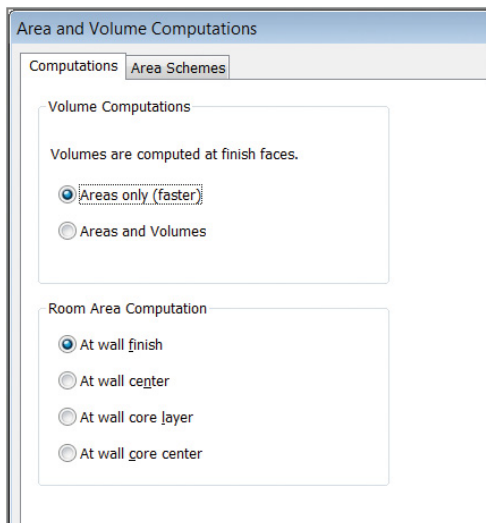 Area and Volume Computations
Computations
Area Schemes
Volume Computations
Volumes are computed at finish faces.
Areas only (faster)
Areas and Volumes
Room Area Computation
At wall finish
At wall center
At wall core layer
At wall core center